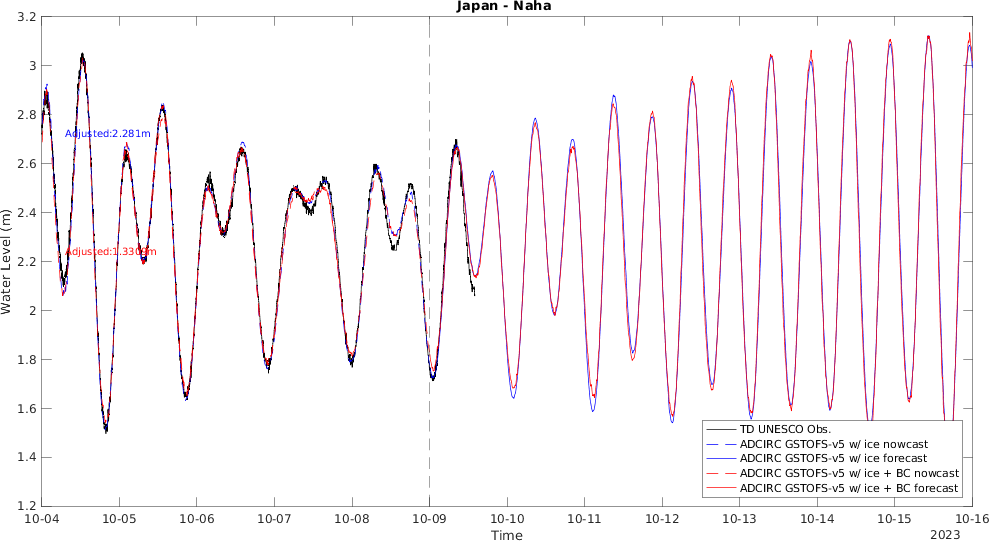 Japan - Naha
3.2
3
2.8
2.6
2.4
2.2
2
1.8
1.6
1.4
1.2
Water Level (m)
Adjusted:2.281m
Adjusted:1.3309m
TD UNESCO Obs.
ADCIRC GSTOFS-v5 w/ ice nowcast
ADCIRC GSTOFS-v5 w/ ice forecast
ADCIRC GSTOFS-v5 w/ ice + BC nowcast
ADCIRC GSTOFS-v5 w/ ice + BC forecast
10-04 10-05 10-06 10-07 10-08 10-09 10-10 10-11 10-12 10-13 10-14 10-15 10-16
Time
2023